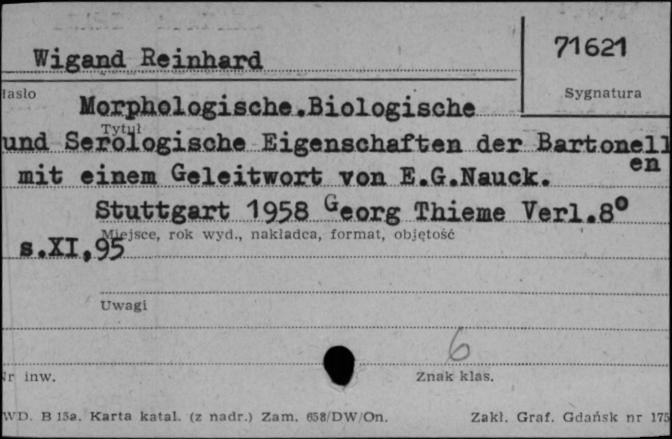 Wigand Reinhard
71621
Hasło
Sygnatura
Morphologische.Biologische
Tytuł
und Serologische Eigenschaften der Bartonell
en
mit einem Geleitwort von E.G.Nauck.
Stuttgart 1958 Georg Thieme Verl.8°
Miejsce, rok wyd., nakładca, format, objętość
s.XI,95
Uwagi
6
Nr inw.
Znak klas.
WD. B 15a. Karta katal. (z nadr.) Zam. 658/DW/On.
Zakł. Graf. Gdańsk nr 175